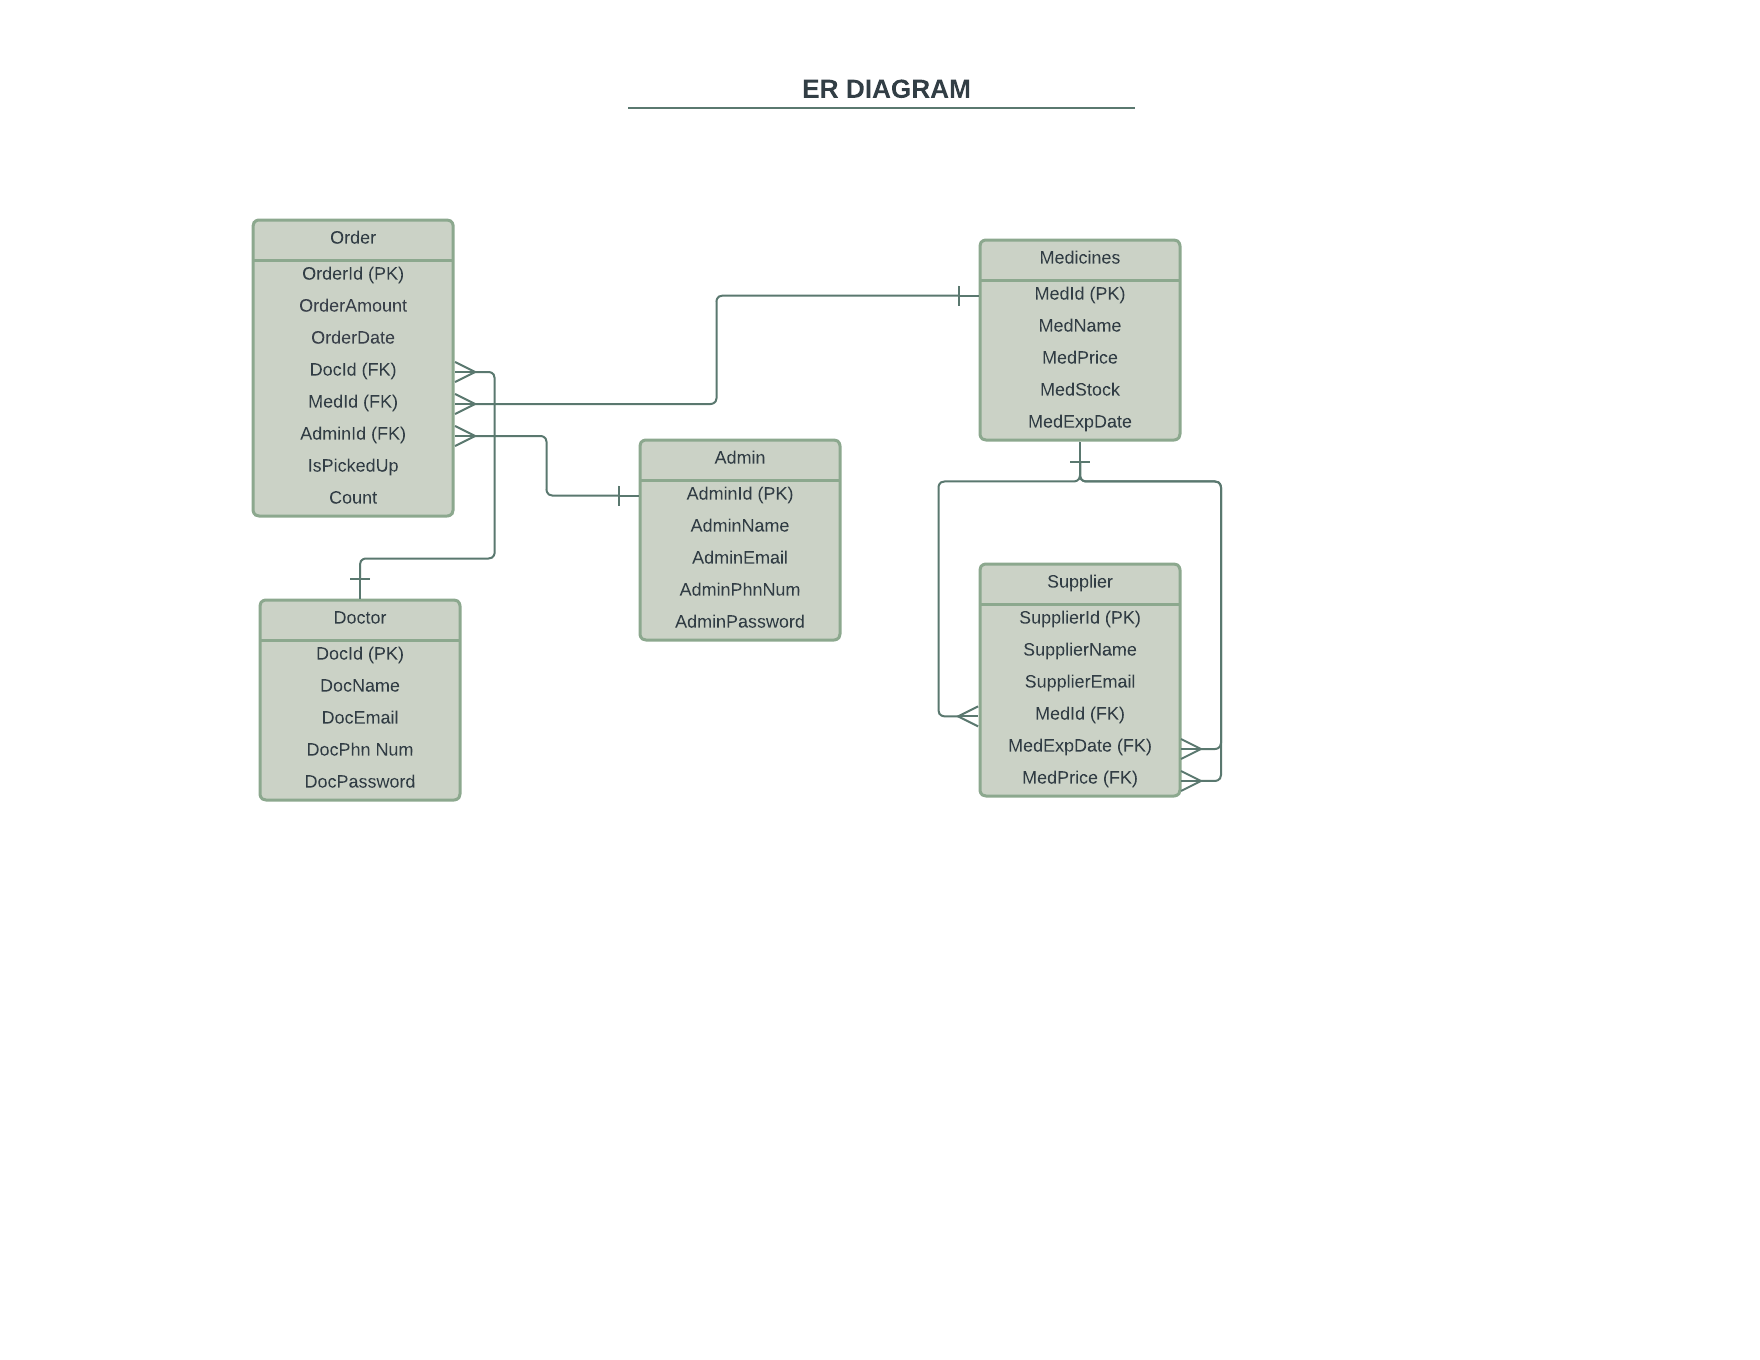 ER DIAGRAM
Order
OrderId (PK)
OrderAmount
OrderDate
DocId (FK)
MedId (FK)
AdminId (FK)
IsPickedUp
Count
Medicines
MedId (PK)
MedName
MedPrice
MedStock
MedExpDate
Admin
AdminId (PK)
AdminName
AdminEmail
AdminPhnNum
AdminPassword
Doctor
DocId (PK)
DocName
DocEmail
DocPhn Num
DocPassword
Supplier
SupplierId (PK)
SupplierName
SupplierEmail
MedId (FK)
MedExpDate (FK)
MedPrice (FK)